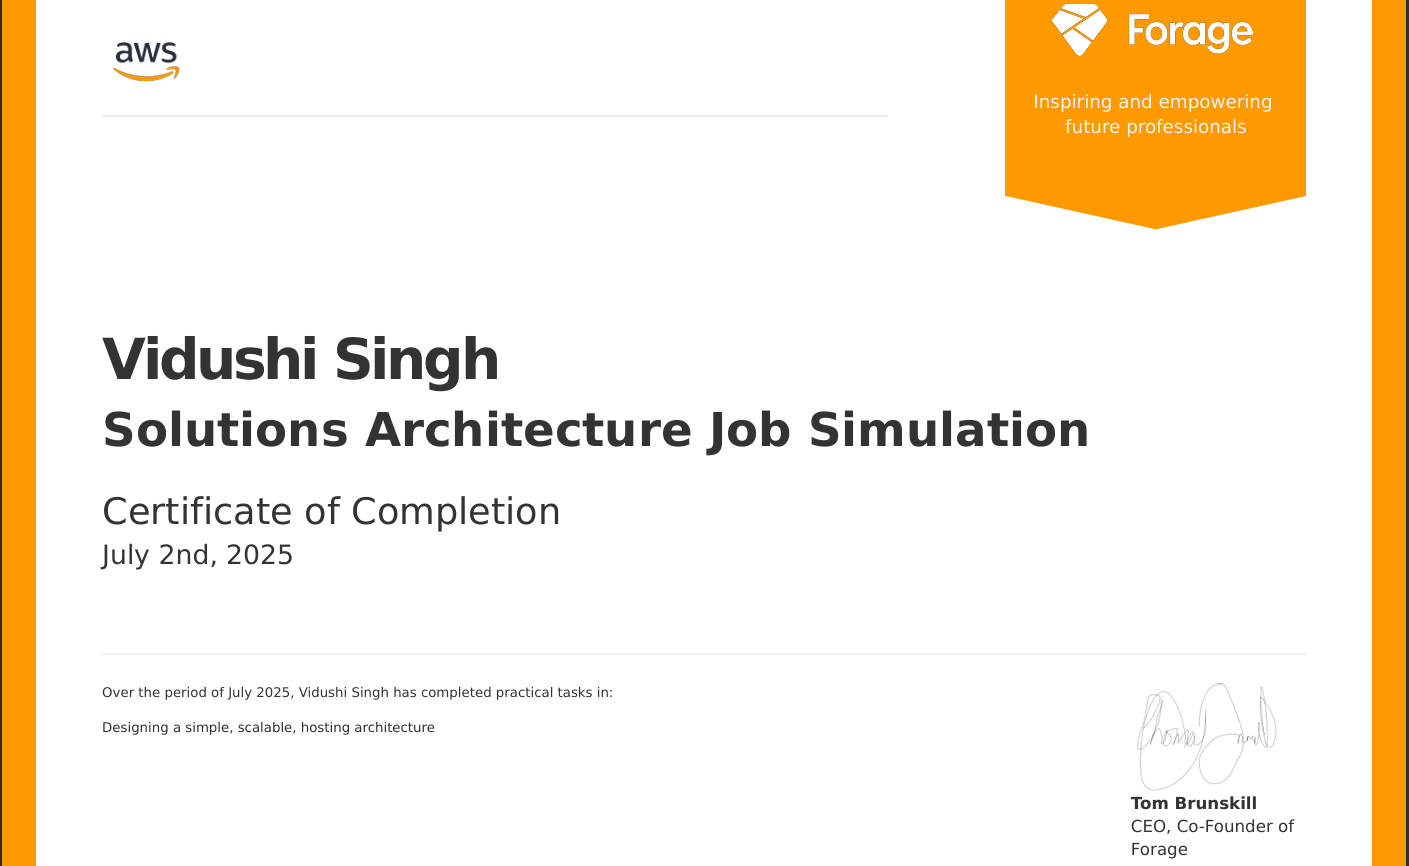 aws
Forage
Inspiring and empowering
future professionals
Vidushi Singh
Solutions Architecture Job Simulation
Certificate of Completion
July 2nd, 2025
Over the period of July 2025, Vidushi Singh has completed practical tasks in:
Designing a simple, scalable, hosting architecture
Tom Brunskill
CEO, Co-Founder of
Forage